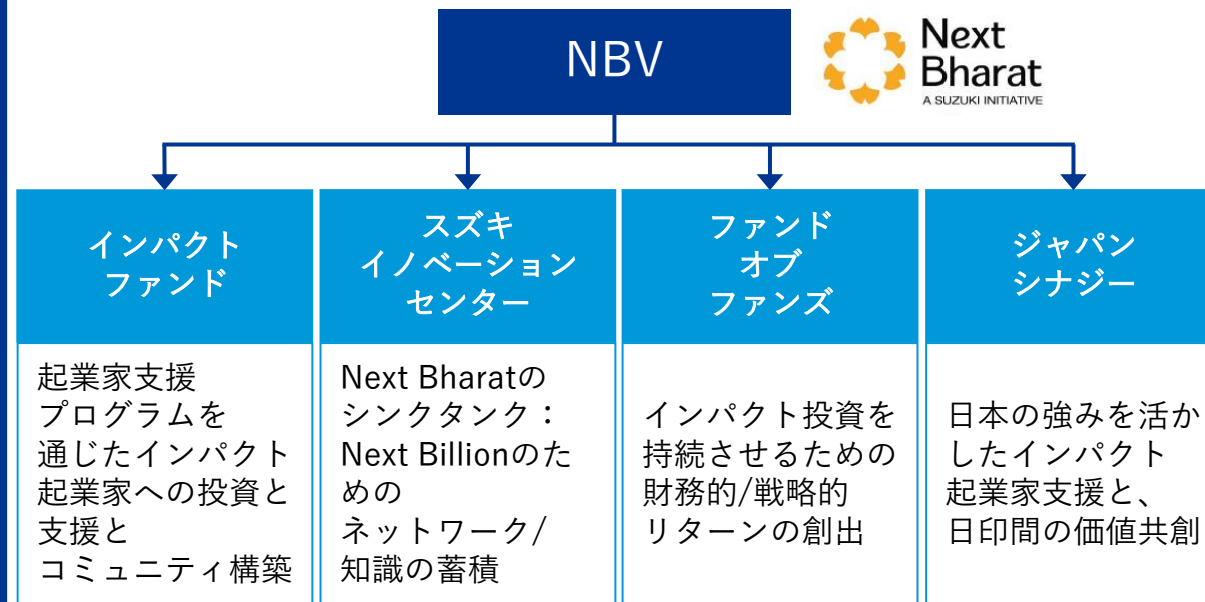 NBV
Next
Bharat
A SUZUKI INITIATIVE
インパクト
ファンド
起業家支援
プログラムを
通じたインパクト
起業家への投資と
支援と
コミュニティ構築
スズキ
イノベーション
センター
Next Bharatの
シンクタンク：
Next Billionのた
めの
ネットワーク/
知識の蓄積
ファンド
オブ
ファンズ
インパクト投資を
持続させるための
財務的/戦略的
リターンの創出
ジャパン
シナジー
日本の強みを活か
したインパクト
起業家支援と、
日印間の価値共創